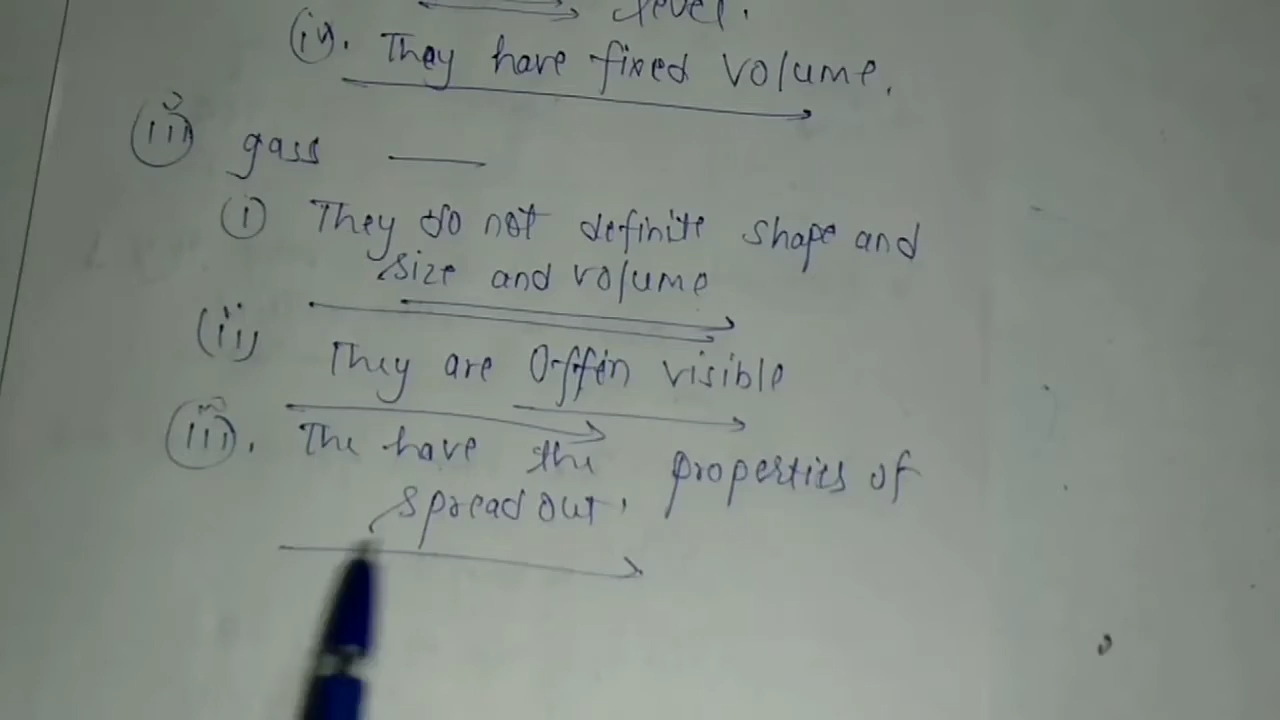 level.
(iv). They have fixed volume.
(iii) gass —
(i) They do not definite shape and
size and volume
(ii) They are offin visible
(iii). The have the properties of
spread out.